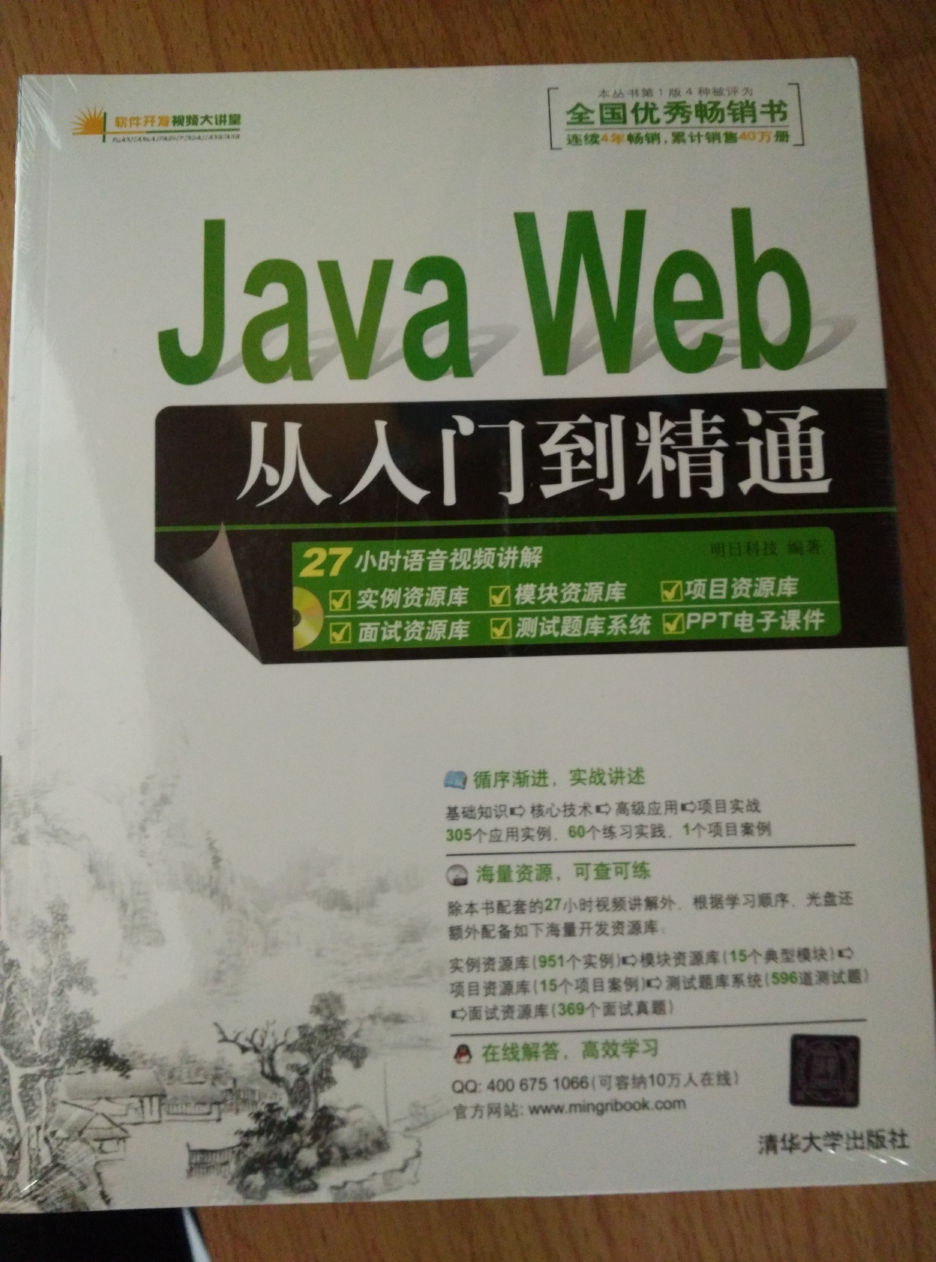 软件开发视频大讲堂
本丛书第1版4种被评为
全国优秀畅销书
连续4年畅销，累计销售40万册
Java Web
从入门到精通
明日科技 编著
27小时语音视频讲解
实例资源库 模块资源库 项目资源库
面试资源库 测试题库系统 PPT电子课件
循序渐进，实战讲述
基础知识➪核心技术➪高级应用➪项目实战
305个应用实例，60个练习实践，1个项目案例
海量资源，可查可练
除本书配套的27小时视频讲解外，根据学习顺序，光盘还
额外配备如下海量开发资源库：
实例资源库(951个实例)➪模块资源库(15个典型模块)➪
项目资源库(15个项目案例)➪测试题库系统(596道测试题)
➪面试资源库(369个面试真题)
在线解答，高效学习
QQ: 400 675 1066(可容纳10万人在线)
官方网站: www.mingribook.com
清华大学出版社